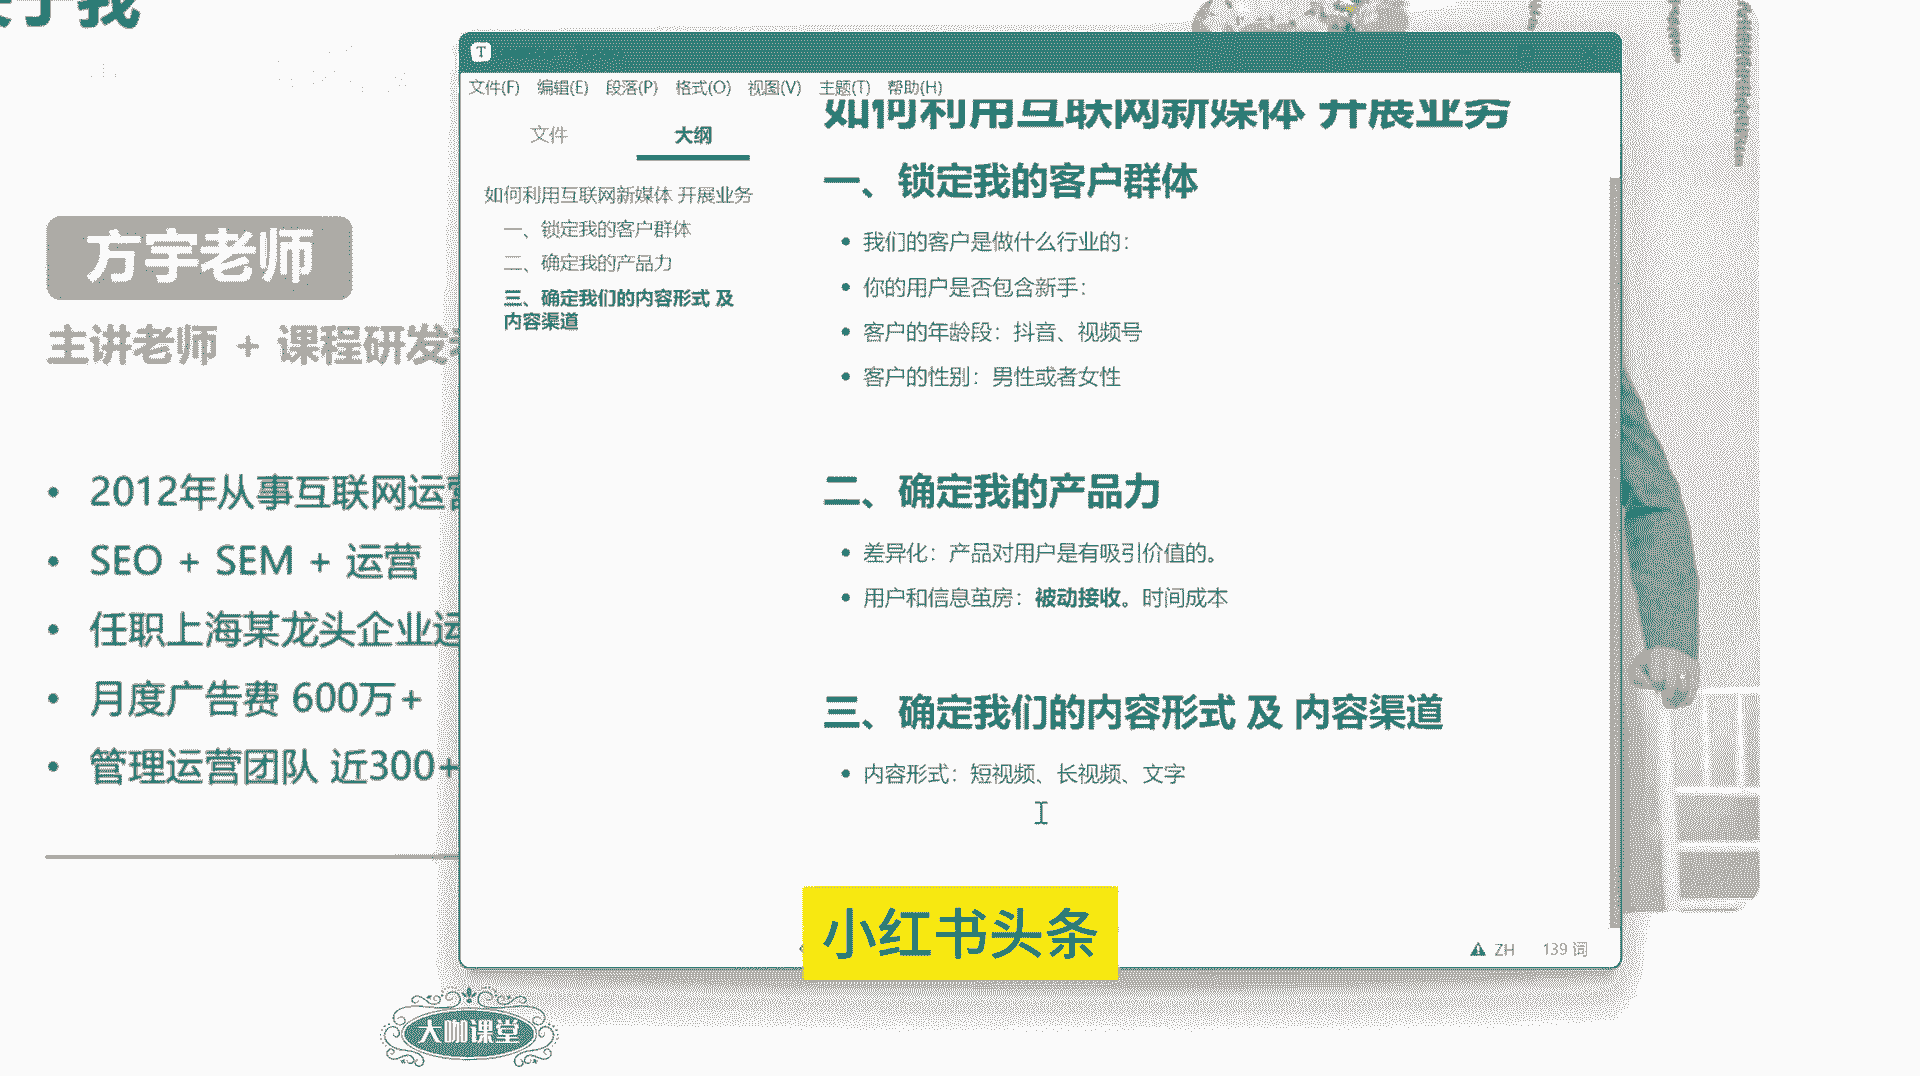 于我
方宇老师
主讲老师 + 课程研发
2012年从事互联网运营
SEO + SEM + 运营
任职上海某龙头企业运
月度广告费 600万+
管理运营团队 近300+
大咖课堂
T
文件(F) 编辑(E) 段落(P) 格式(O) 视图(V) 主题(T) 帮助(H)
文件 大纲
如何利用互联网新媒体 开展业务
一、锁定我的客户群体
二、确定我的产品力
三、确定我们的内容形式 及
内容渠道
如何利用互联网新媒体 开展业务
一、锁定我的客户群体
我们的客户是做什么行业的：
你的用户是否包含新手：
客户的年龄段：抖音、视频号
客户的性别：男性或者女性
二、确定我的产品力
差异化：产品对用户是有吸引价值的。
用户和信息茧房：被动接收。时间成本
三、确定我们的内容形式 及 内容渠道
内容形式：短视频、长视频、文字
小红书头条
ZH 139 词